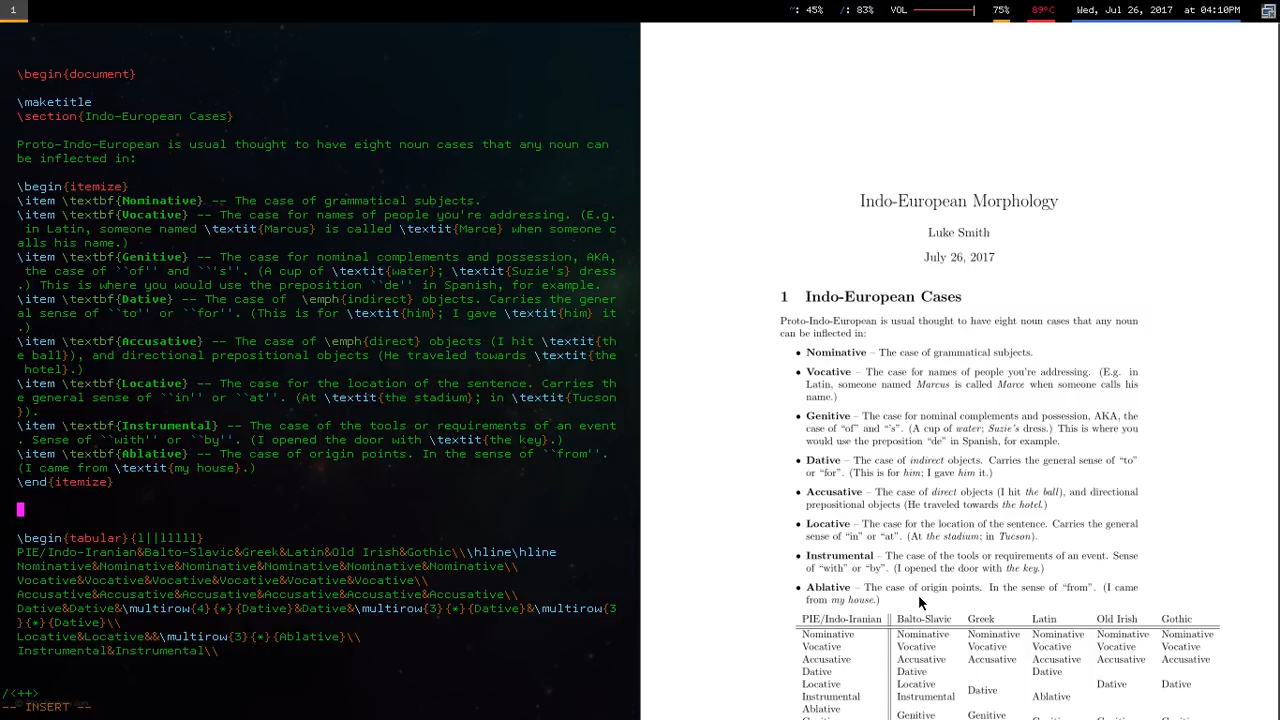 1
~: 45% /: 83% VOL 75% 89°C Wed, Jul 26, 2017 at 04:10PM
\begin{document}
\maketitle
\section{Indo-European Cases}
Proto-Indo-European is usual thought to have eight noun cases that any noun can
be inflected in:
\begin{itemize}
\item \textbf{Nominative} -- The case of grammatical subjects.
\item \textbf{Vocative} -- The case for names of people you're addressing. (E.g.
in Latin, someone named \textit{Marcus} is called \textit{Marce} when someone c
alls his name.)
\item \textbf{Genitive} -- The case for nominal complements and possession, AKA,
the case of ``of'' and ``'s''. (A cup of \textit{water}; \textit{Suzie's} dress
.) This is where you would use the preposition ``de'' in Spanish, for example.
\item \textbf{Dative} -- The case of  \emph{indirect} objects. Carries the gener
al sense of ``to'' or ``for''. (This is for \textit{him}; I gave \textit{him} it
.)
\item \textbf{Accusative} -- The case of \emph{direct} objects (I hit \textit{th
e ball}), and directional prepositional objects (He traveled towards \textit{the
hotel}.)
\item \textbf{Locative} -- The case for the location of the sentence. Carries th
e general sense of ``in'' or ``at''. (At \textit{the stadium}; in \textit{Tucson
}).
\item \textbf{Instrumental} -- The case of the tools or requirements of an event
. Sense of ``with'' or ``by''. (I opened the door with \textit{the key}.)
\item \textbf{Ablative} -- The case of origin points. In the sense of ``from''.
(I came from \textit{my house}.)
\end{itemize}
\begin{tabular}{l||lllll}
PIE/Indo-Iranian&Balto-Slavic&Greek&Latin&Old Irish&Gothic\\\hline\hline
Nominative&Nominative&Nominative&Nominative&Nominative&Nominative\\
Vocative&Vocative&Vocative&Vocative&Vocative&Vocative\\
Accusative&Accusative&Accusative&Accusative&Accusative&Accusative\\
Dative&Dative&\multirow{4}{*}{Dative}&Dative&\multirow{3}{*}{Dative}&\multirow{3
}{*}{Dative}\\
Locative&Locative&&\multirow{3}{*}{Ablative}\\
Instrumental&Instrumental\\
/<++>
-- INSERT --
Indo-European Morphology
Luke Smith
July 26, 2017
1 Indo-European Cases
Proto-Indo-European is usual thought to have eight noun cases that any noun
can be inflected in:
• Nominative – The case of grammatical subjects.
• Vocative – The case for names of people you're addressing. (E.g. in
Latin, someone named Marcus is called Marce when someone calls his
name.)
• Genitive – The case for nominal complements and possession, AKA, the
case of “of” and “'s”. (A cup of water; Suzie's dress.) This is where you
would use the preposition “de” in Spanish, for example.
• Dative – The case of indirect objects. Carries the general sense of “to”
or “for”. (This is for him; I gave him it.)
• Accusative – The case of direct objects (I hit the ball), and directional
prepositional objects (He traveled towards the hotel.)
• Locative – The case for the location of the sentence. Carries the general
sense of “in” or “at”. (At the stadium; in Tucson).
• Instrumental – The case of the tools or requirements of an event. Sense
of “with” or “by”. (I opened the door with the key.)
• Ablative – The case of origin points. In the sense of “from”. (I came
from my house.)
PIE/Indo-Iranian Balto-Slavic Greek Latin Old Irish Gothic
Nominative Nominative Nominative Nominative Nominative Nominative
Vocative Vocative Vocative Vocative Vocative Vocative
Accusative Accusative Accusative Accusative Accusative Accusative
Dative Dative Dative
Locative Locative Dative Dative Dative
Instrumental Instrumental Ablative
Ablative Genitive Genitive